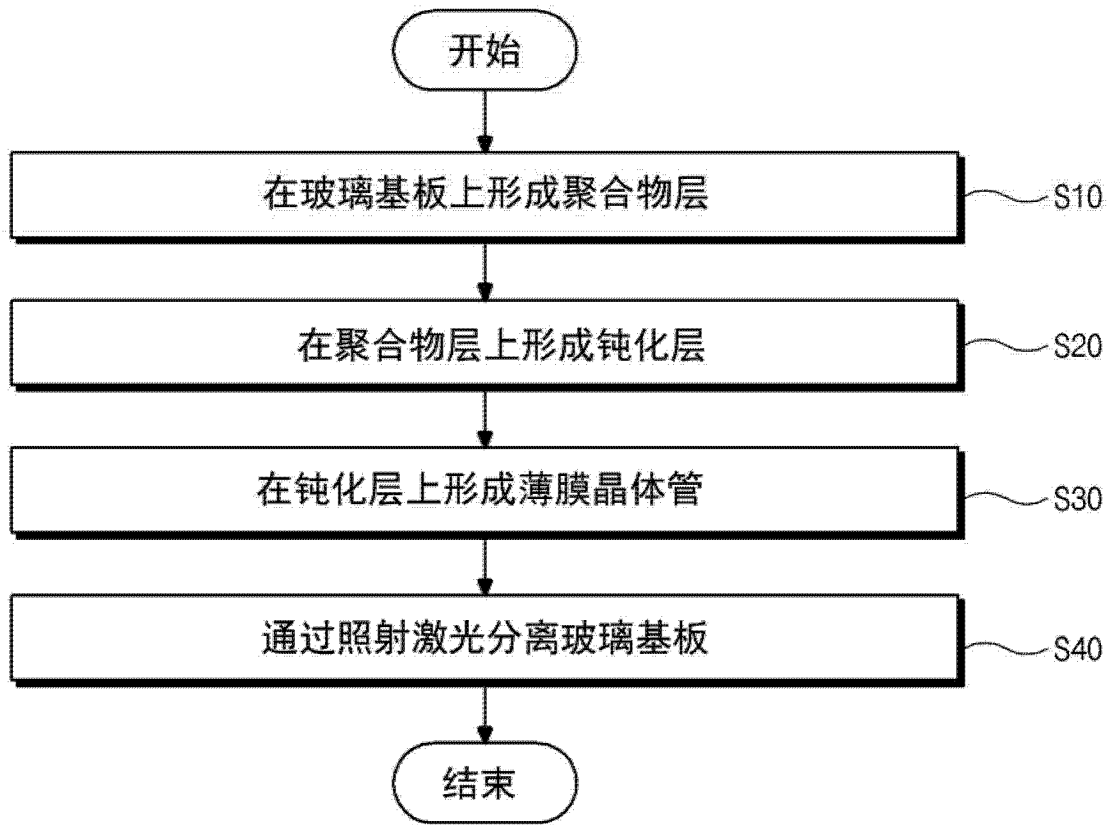 开始
在玻璃基板上形成聚合物层
S10
在聚合物层上形成钝化层
S20
在钝化层上形成薄膜晶体管
S30
通过照射激光分离玻璃基板
S40
结束